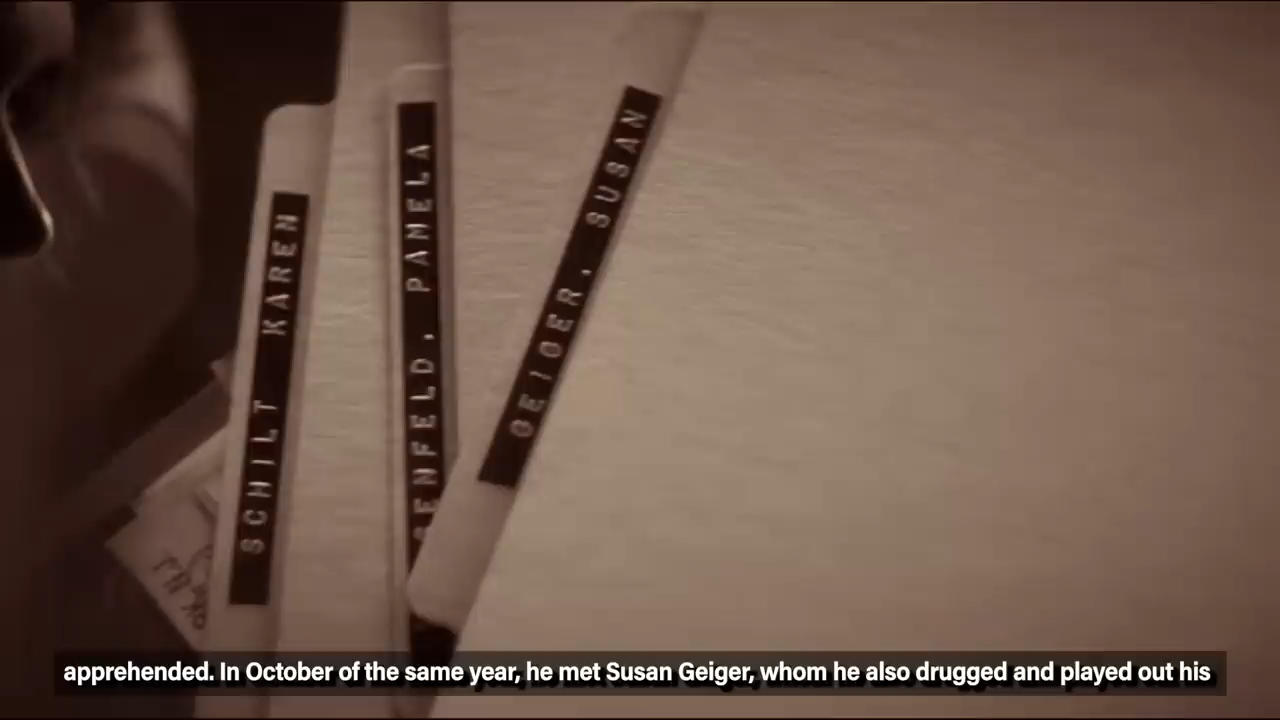 SCHILT KAREN
ENFELD, PAMELA
GEIGER, SUSAN
apprehended. In October of the same year, he met Susan Geiger, whom he also drugged and played out his